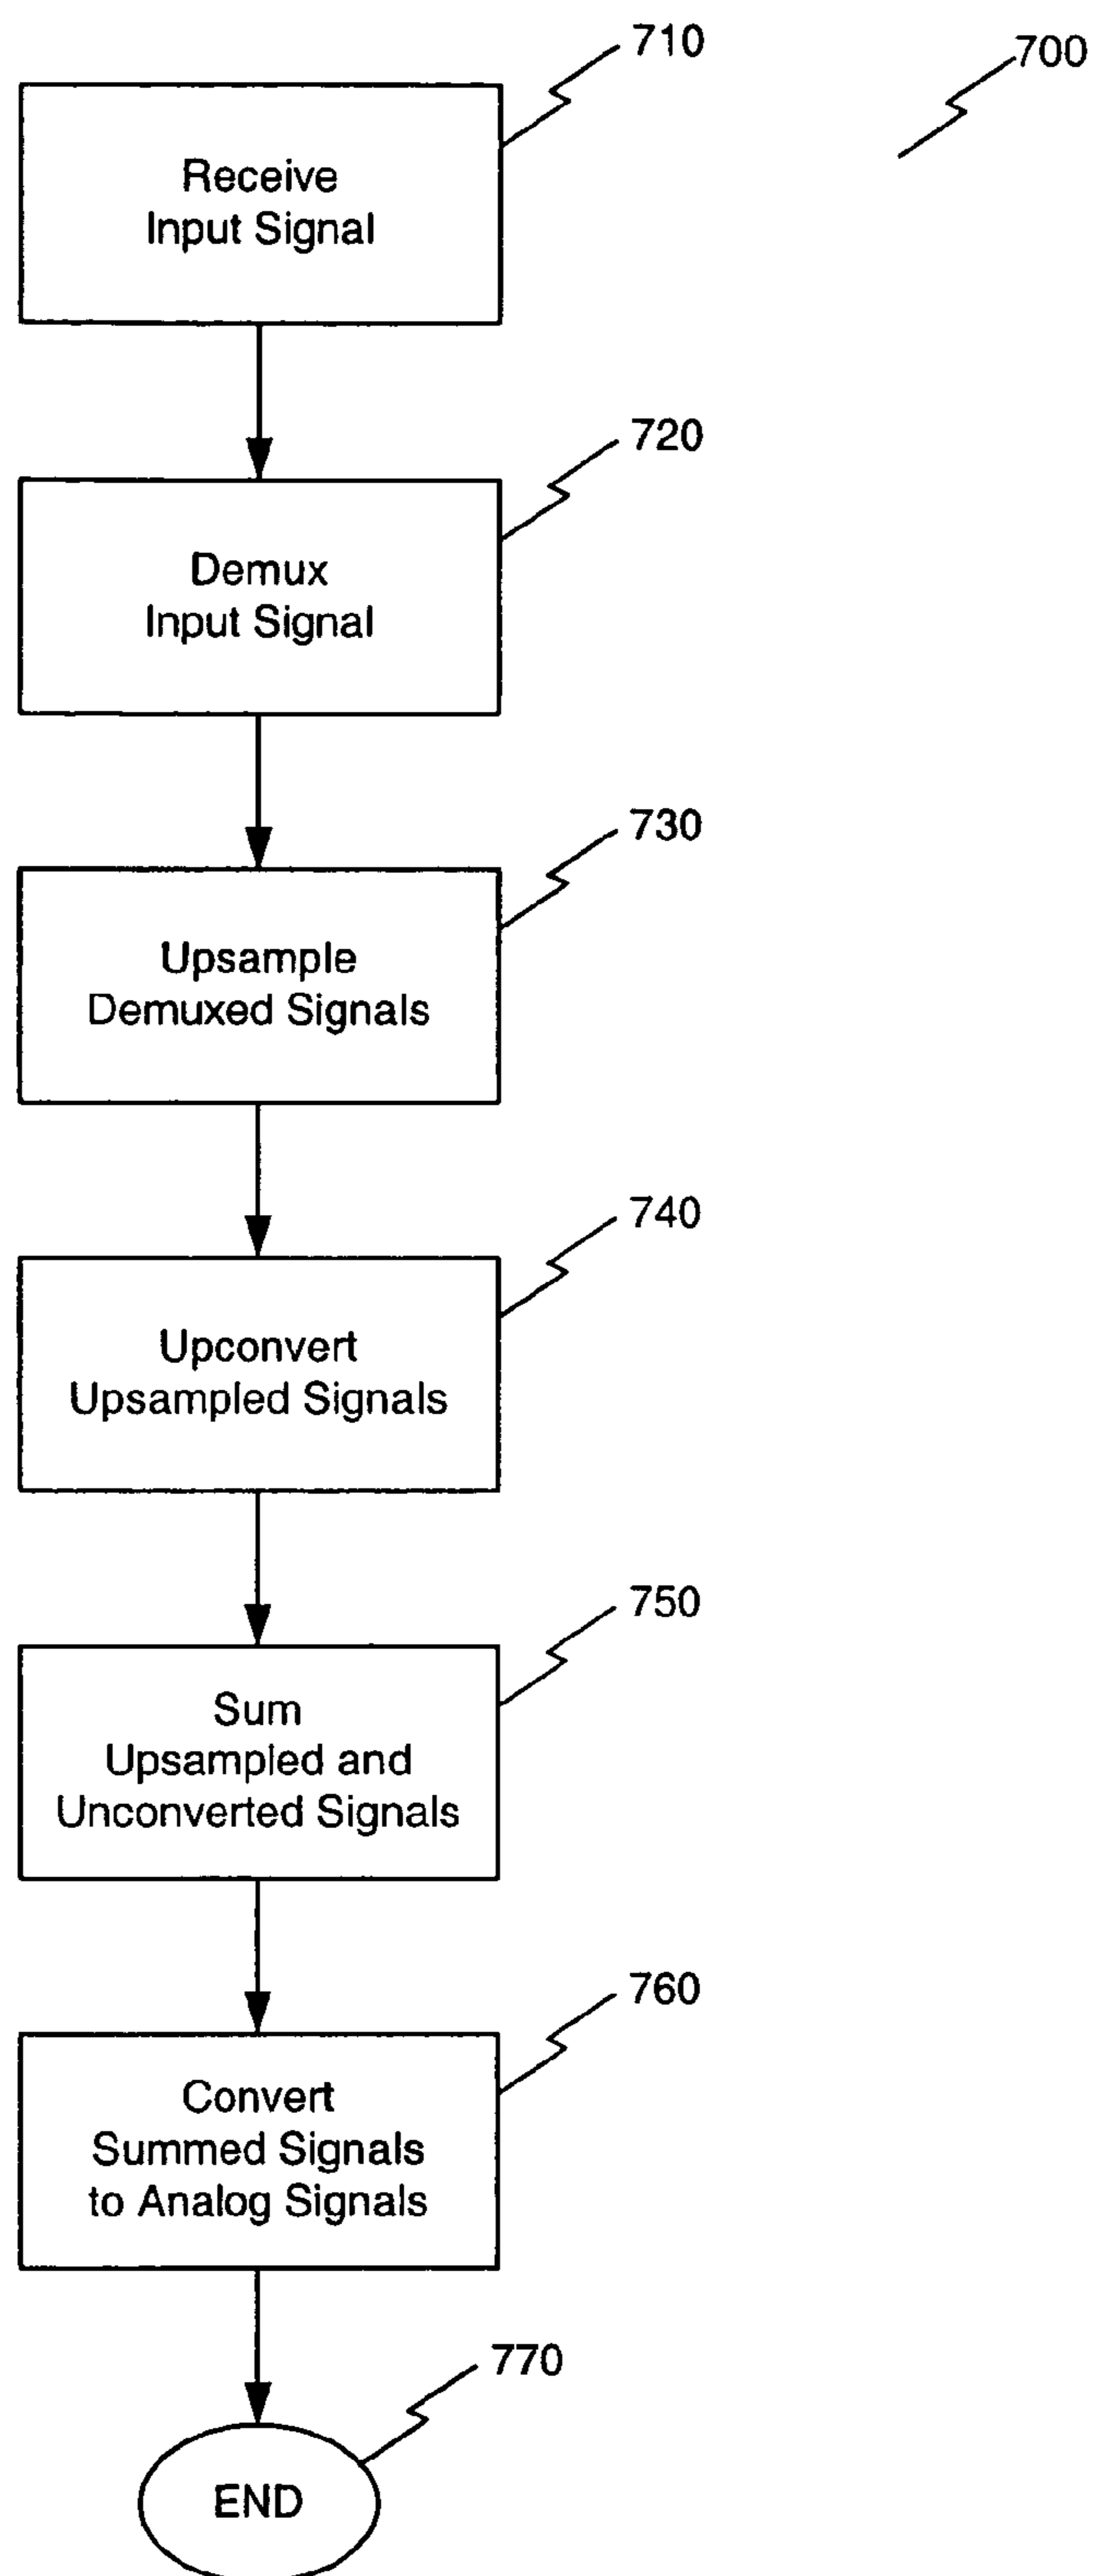 710
700
Receive
Input Signal
720
Demux
Input Signal
730
Upsample
Demuxed Signals
740
Upconvert
Upsampled Signals
750
Sum
Upsampled and
Unconverted Signals
760
Convert
Summed Signals
to Analog Signals
770
END